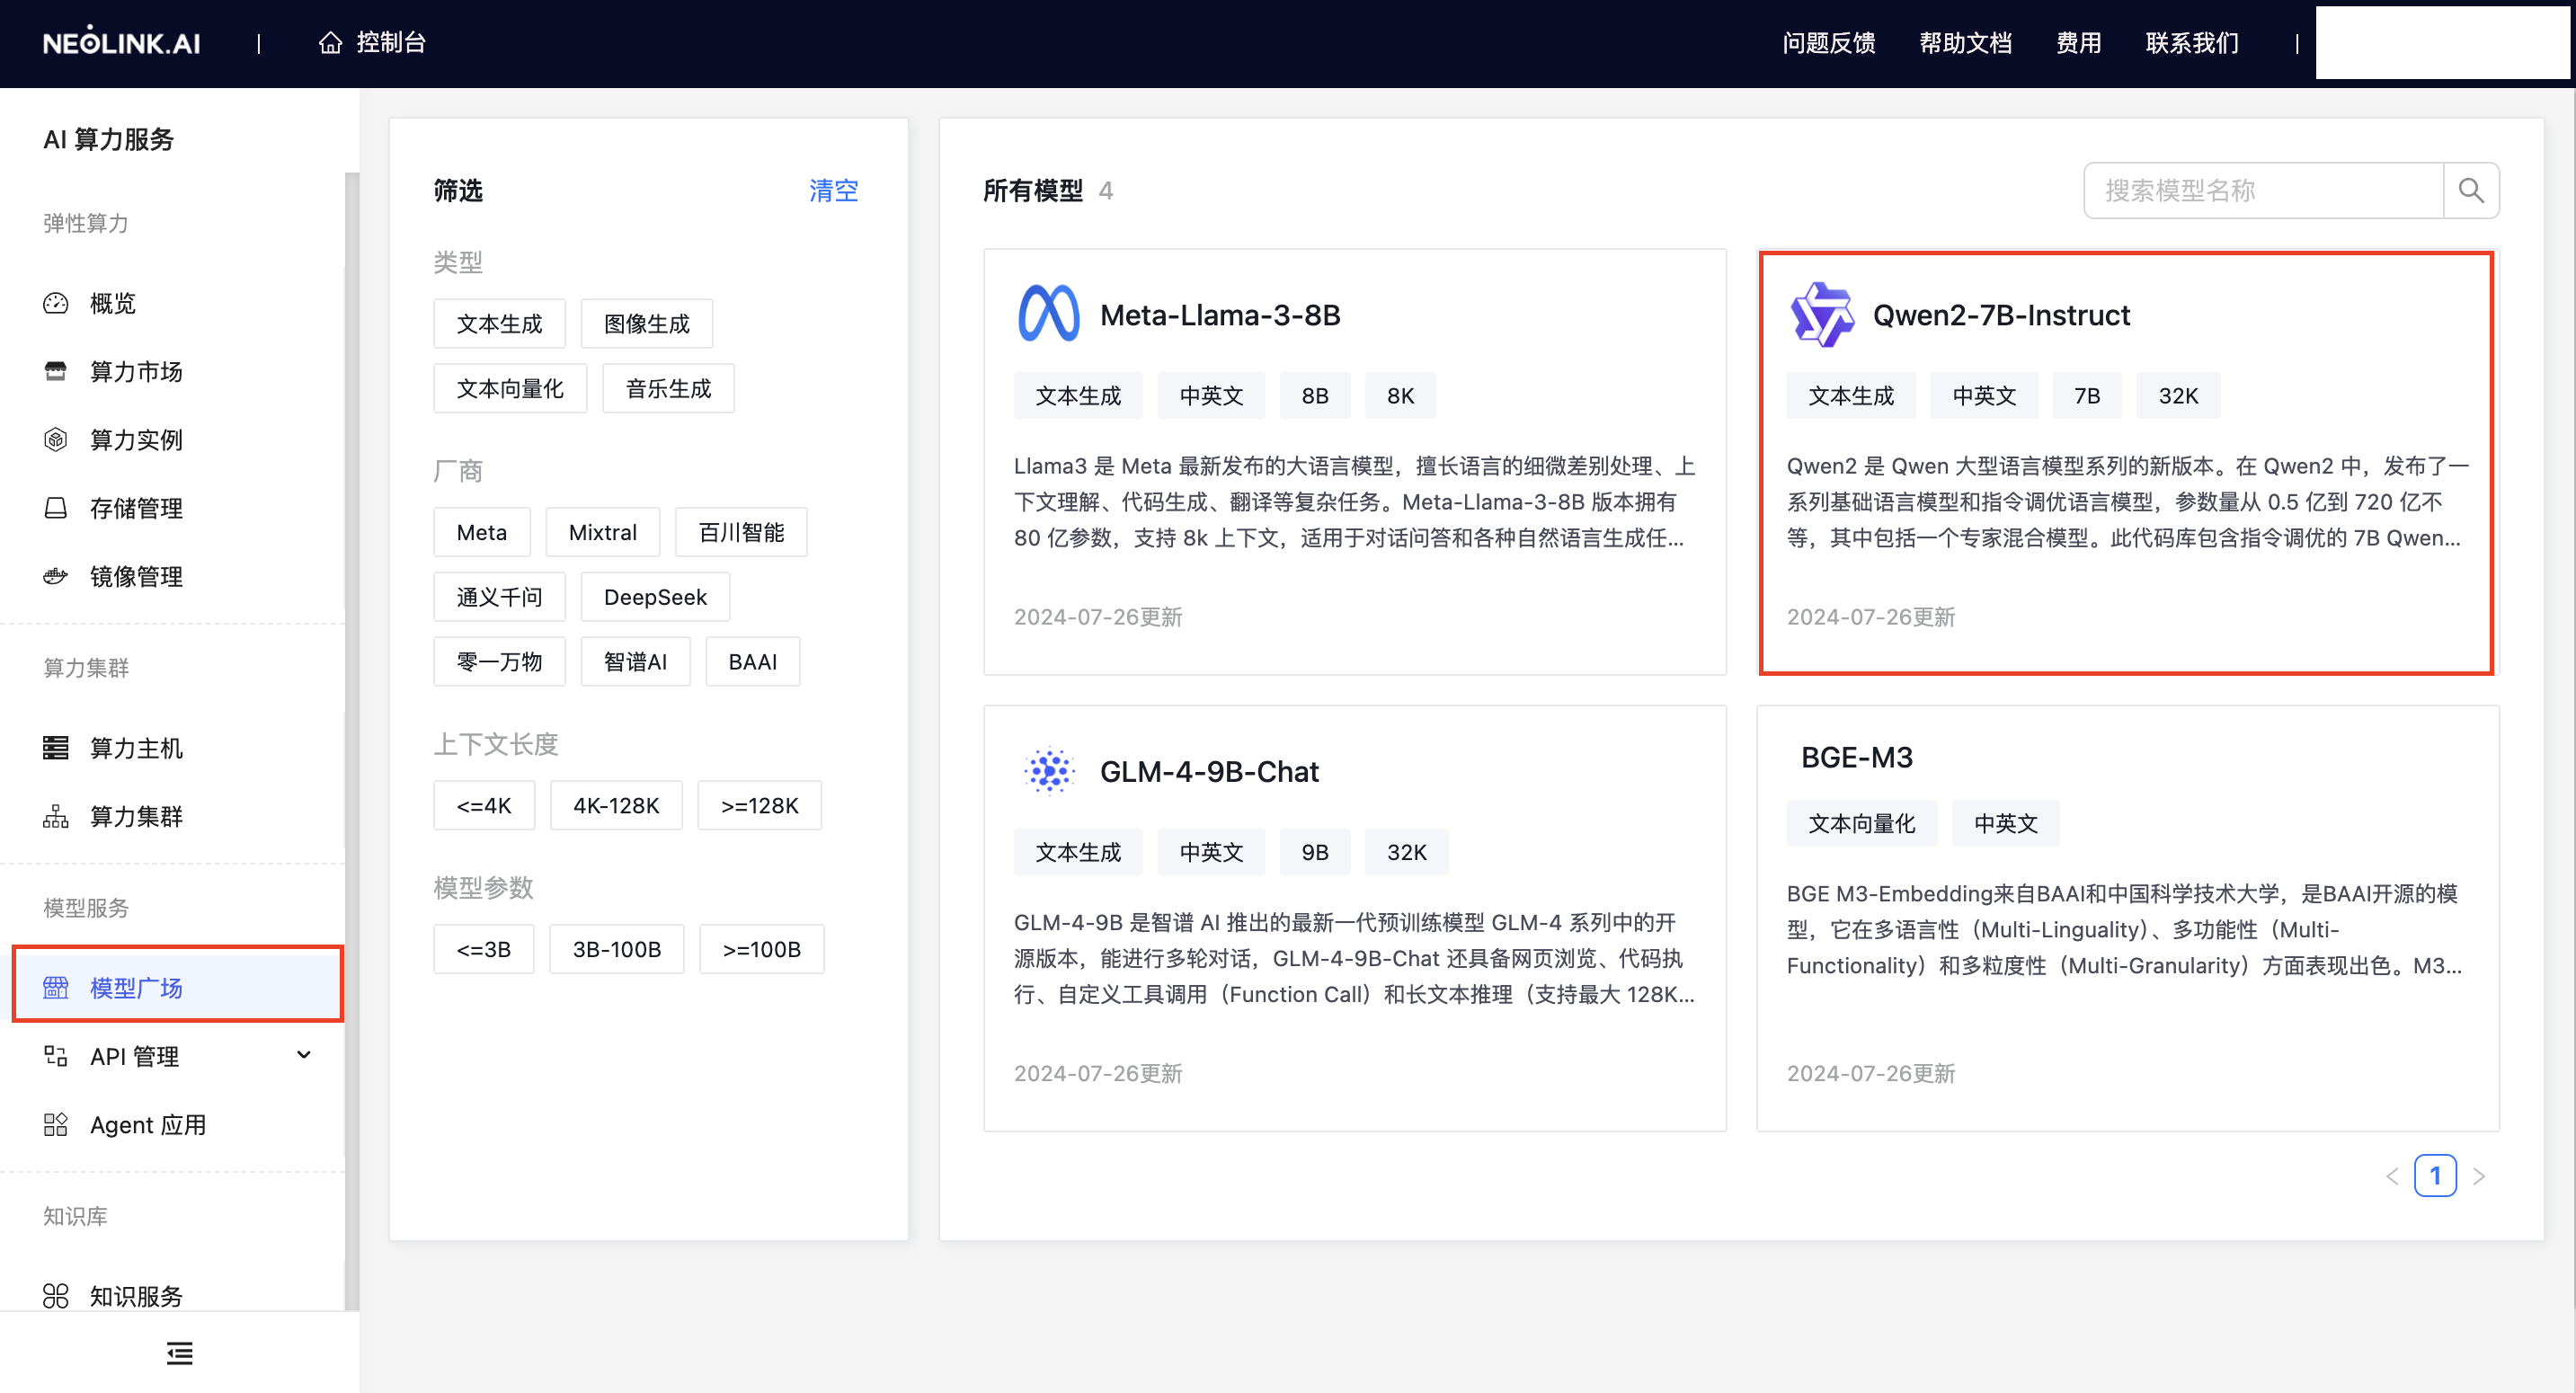 NEOLINK.AI | 控制台 问题反馈 帮助文档 费用 联系我们 |
AI 算力服务
弹性算力
概览
算力市场
算力实例
存储管理
镜像管理
算力集群
算力主机
算力集群
模型服务
模型广场
API 管理
Agent 应用
知识库
知识服务
筛选 清空
类型
文本生成 图像生成
文本向量化 音乐生成
厂商
Meta Mixtral 百川智能
通义千问 DeepSeek
零一万物 智谱AI BAAI
上下文长度
<=4K 4K-128K >=128K
模型参数
<=3B 3B-100B >=100B
所有模型 4 搜索模型名称
Meta-Llama-3-8B
文本生成 中英文 8B 8K
Llama3 是 Meta 最新发布的大语言模型，擅长语言的细微差别处理、上
下文理解、代码生成、翻译等复杂任务。Meta-Llama-3-8B 版本拥有
80 亿参数，支持 8k 上下文，适用于对话问答和各种自然语言生成任...
2024-07-26更新
Qwen2-7B-Instruct
文本生成 中英文 7B 32K
Qwen2 是 Qwen 大型语言模型系列的新版本。在 Qwen2 中，发布了一
系列基础语言模型和指令调优语言模型，参数量从 0.5 亿到 720 亿不
等，其中包括一个专家混合模型。此代码库包含指令调优的 7B Qwen...
2024-07-26更新
GLM-4-9B-Chat
文本生成 中英文 9B 32K
GLM-4-9B 是智谱 AI 推出的最新一代预训练模型 GLM-4 系列中的开
源版本，能进行多轮对话，GLM-4-9B-Chat 还具备网页浏览、代码执
行、自定义工具调用（Function Call）和长文本推理（支持最大 128K...
2024-07-26更新
BGE-M3
文本向量化 中英文
BGE M3-Embedding来自BAAI和中国科学技术大学，是BAAI开源的模
型，它在多语言性（Multi-Linguality）、多功能性（Multi-
Functionality）和多粒度性（Multi-Granularity）方面表现出色。M3...
2024-07-26更新
< 1 >